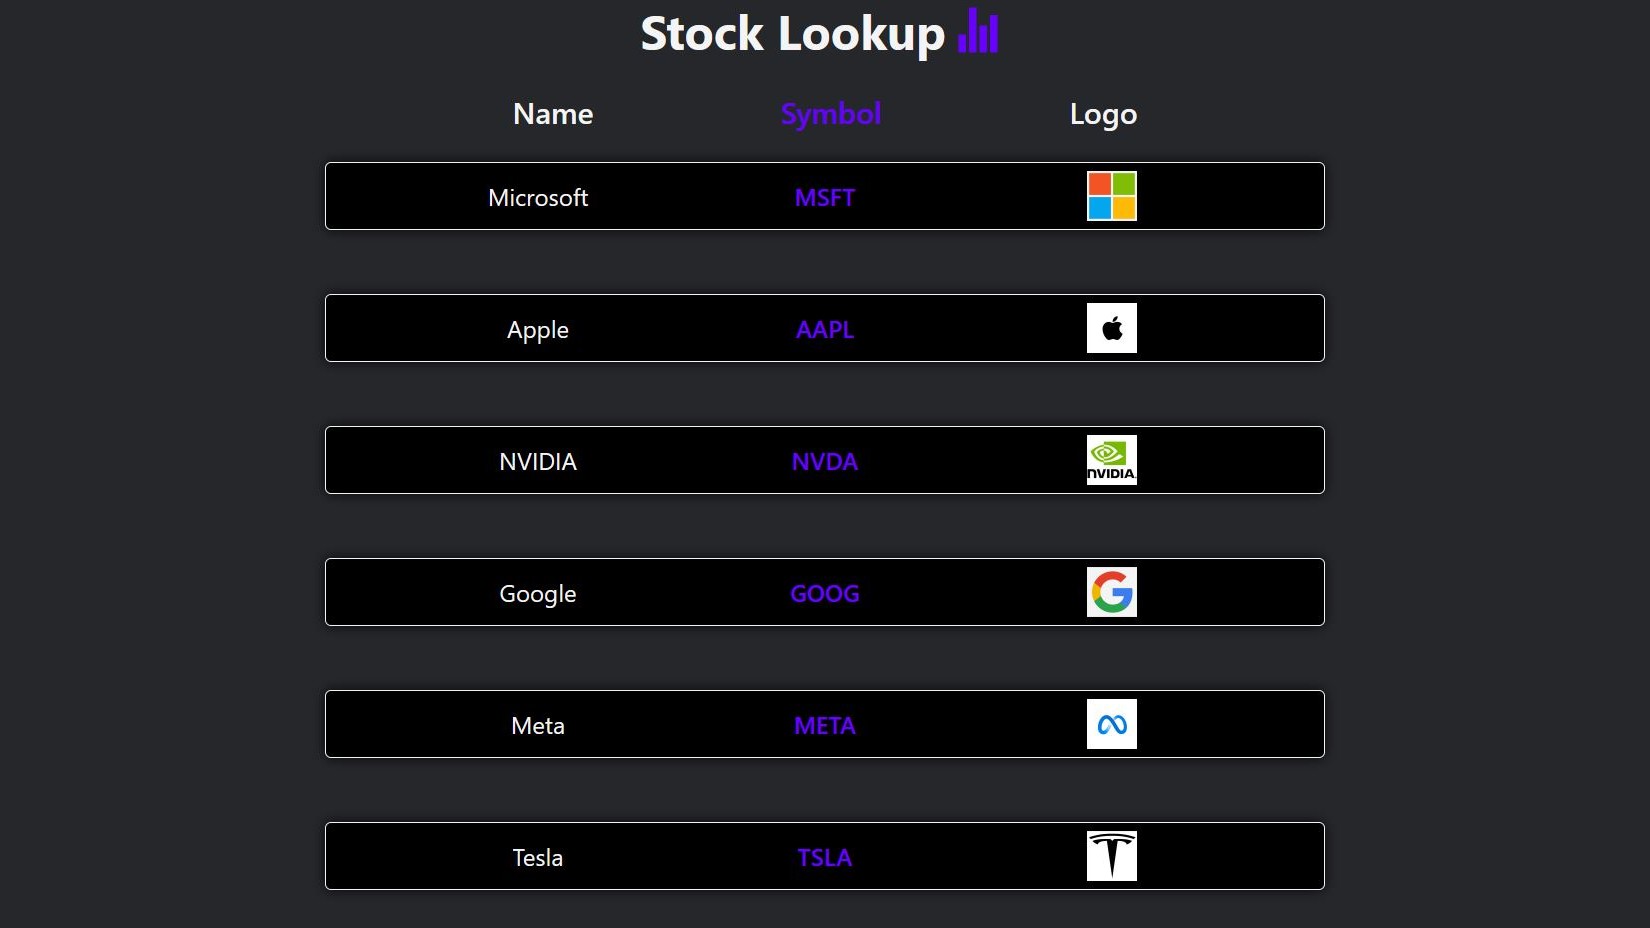 Stock Lookup
Name Symbol Logo
Microsoft MSFT
Apple AAPL
NVIDIA NVDA NVIDIA.
Google GOOG G
Meta META
Tesla TSLA